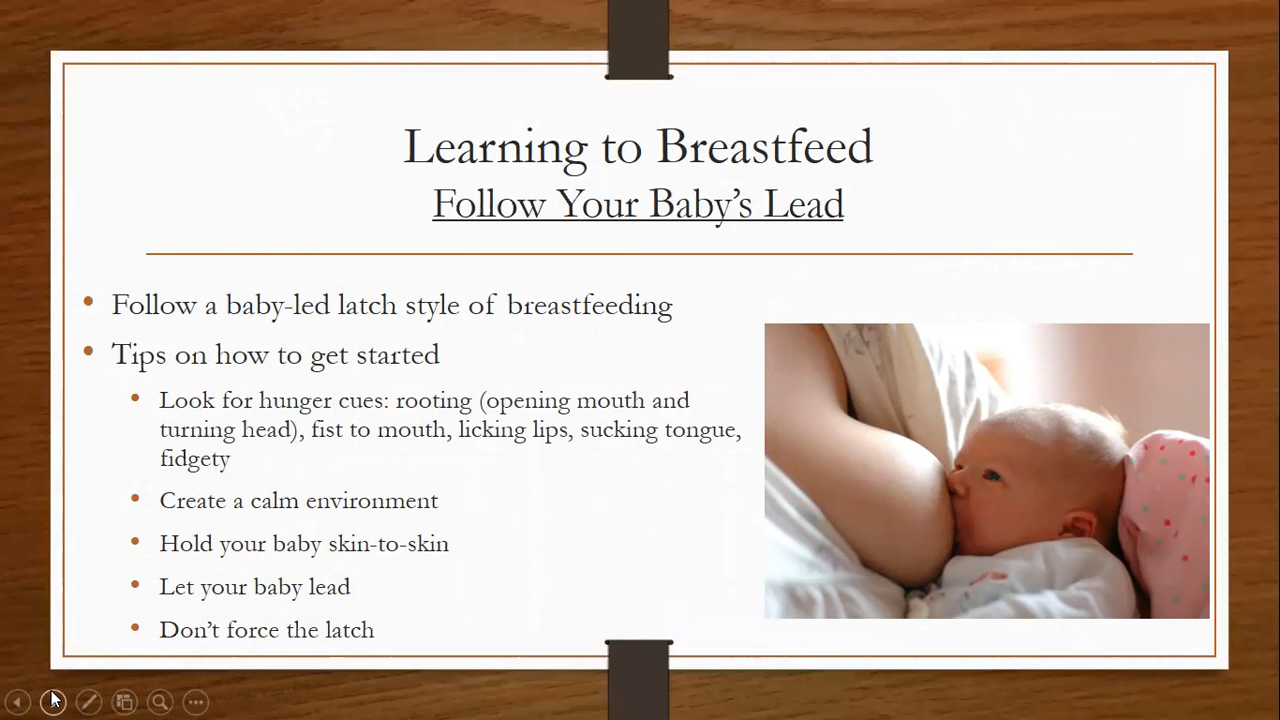 Learning to Breastfeed
Follow Your Baby’s Lead
• Follow a baby-led latch style of breastfeeding
• Tips on how to get started
• Look for hunger cues: rooting (opening mouth and
turning head), fist to mouth, licking lips, sucking tongue,
fidgety
• Create a calm environment
• Hold your baby skin-to-skin
• Let your baby lead
• Don’t force the latch